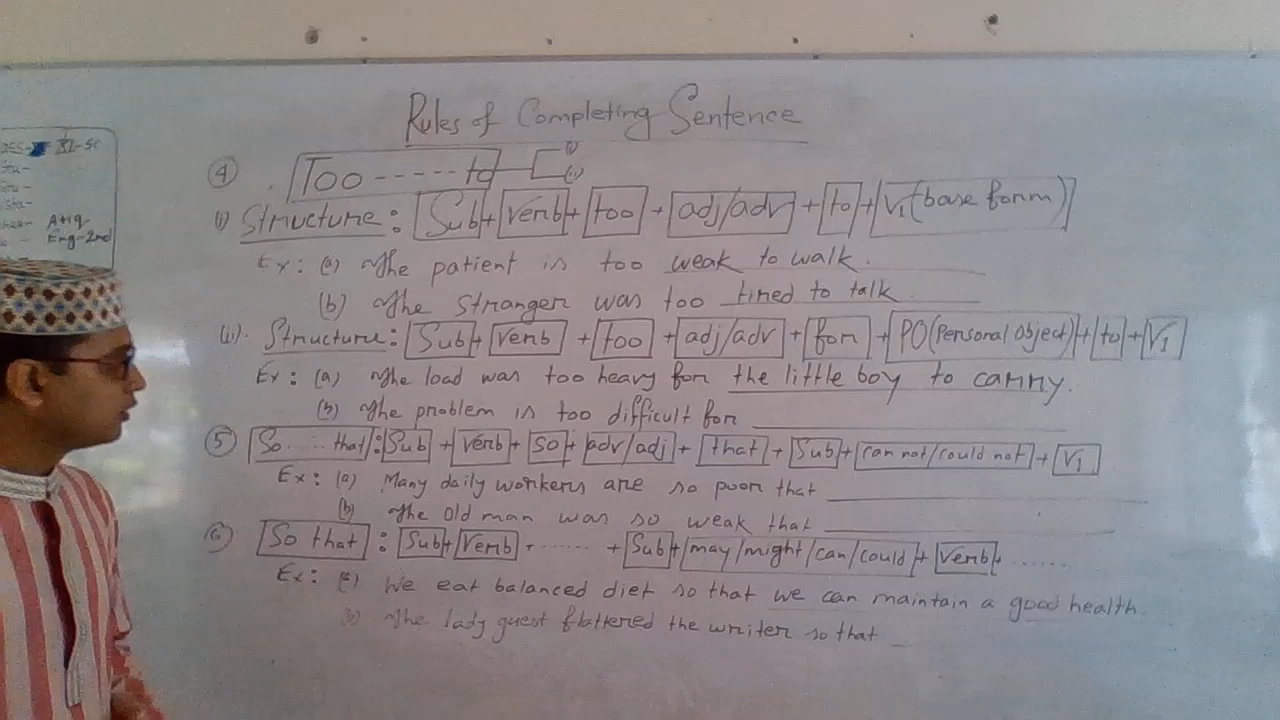 Rules of Completing Sentence
④ Too ----- to (i) (ii)
(i) Structure: Sub + verb + too + adj/adv + to + V1 (base form)
Ex: (a) The patient is too weak to walk.
(b) The stranger was too tired to talk
(ii). Structure: Sub + verb + too + adj/adv + for + PO (Personal Object) + to + V1
Ex: (a) The load was too heavy for the little boy to carry.
(b) The problem is too difficult for
⑤ So ..... that: Sub + verb + so + adv/adj + that + Sub + can not/could not + V1
Ex: (a) Many daily workers are so poor that
(b) The old man was so weak that
⑥ So that : Sub + Verb + ...... + Sub + may/might/can/could + verb + ......
Ex: (a) We eat balanced diet so that we can maintain a good health.
(b) The lady guest flattered the writer so that
XI-Sc
Atiq
Eng-2nd